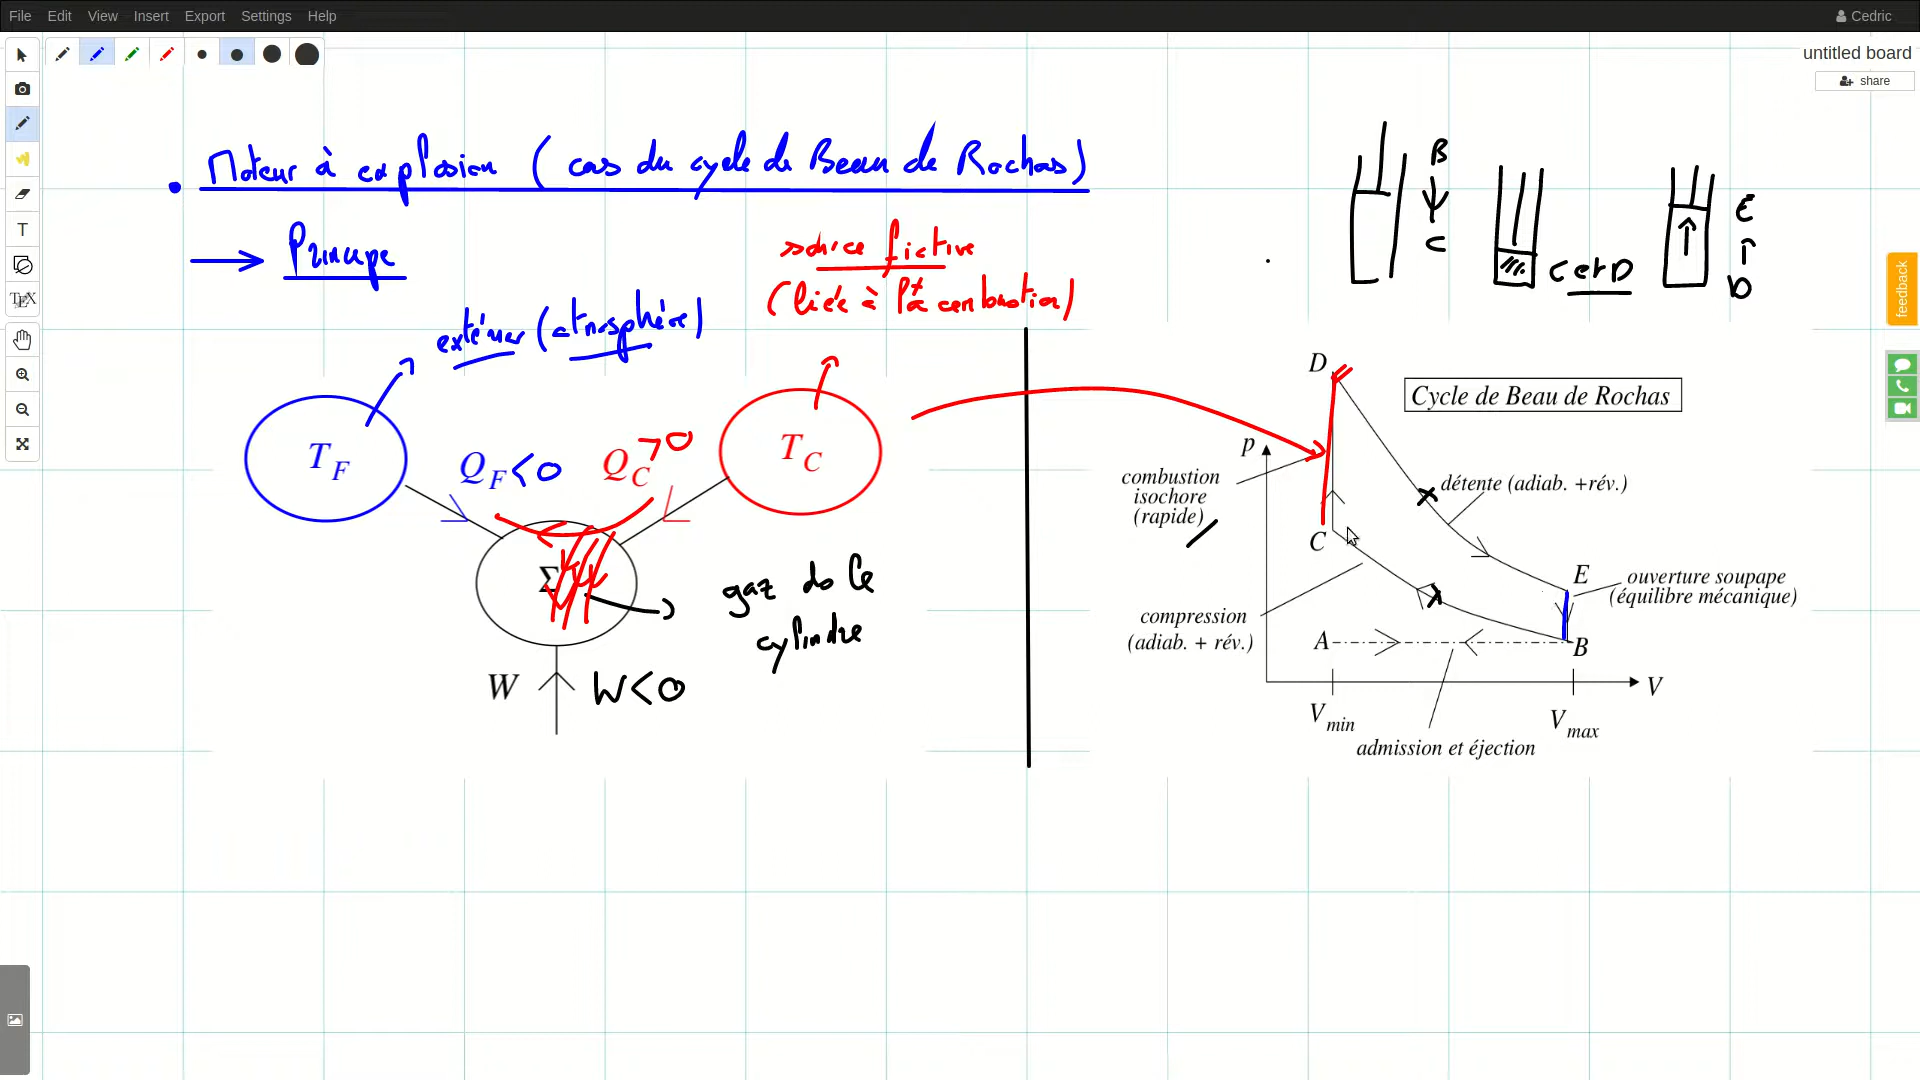 File Edit View Insert Export Settings Help
Cedric
untitled board
share
feedback
T
TEX
Moteur à explosion (cas du cycle de Beau de Rochas)
Principe
extérieur (atmosphère)
source fictive
(liée à la combustion)
T_F
Q_F <0
Q_C >0
T_C
Σ
gaz ds le
cylindre
W W<0
B
C
C et D
E
D
D
Cycle de Beau de Rochas
p
combustion
isochore
(rapide)
détente (adiab. +rév.)
C
E
ouverture soupape
(équilibre mécanique)
compression
(adiab. + rév.)
A
B
V
V_min
V_max
admission et éjection